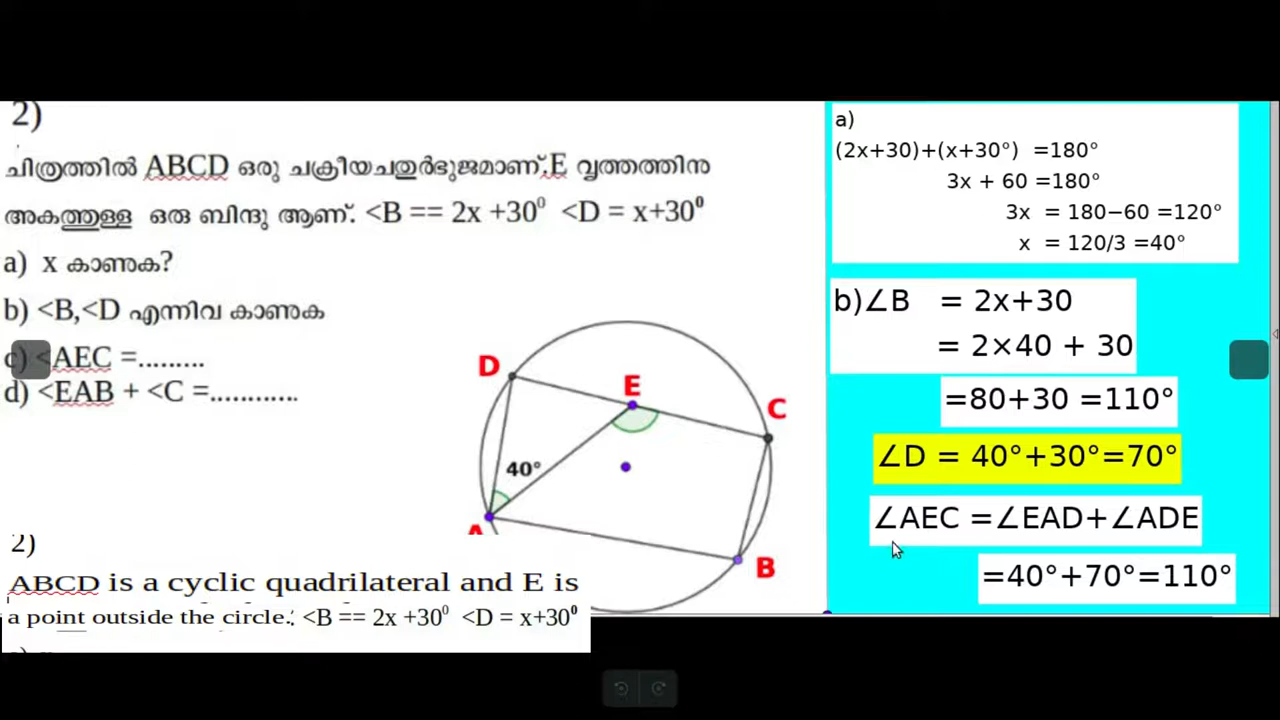 2)
ചിത്രത്തിൽ ABCD ഒരു ചക്രീയചതുർഭുജമാണ്.E വൃത്തത്തിനു
അകത്തുള്ള ഒരു ബിന്ദു ആണ്. <B == 2x +30⁰ <D = x+30⁰
a) x കാണുക?
b) <B,<D എന്നിവ കാണുക
c) <AEC =.........
d) <EAB + <C =............
D
E
C
40°
A
B
2)
ABCD is a cyclic quadrilateral and E is
a point outside the circle.; <B == 2x +30⁰ <D = x+30⁰
a)
(2x+30)+(x+30°) =180°
3x + 60 =180°
3x = 180−60 =120°
x = 120/3 =40°
b)∠B = 2x+30
= 2×40 + 30
=80+30 =110°
∠D = 40°+30°=70°
∠AEC =∠EAD+∠ADE
=40°+70°=110°